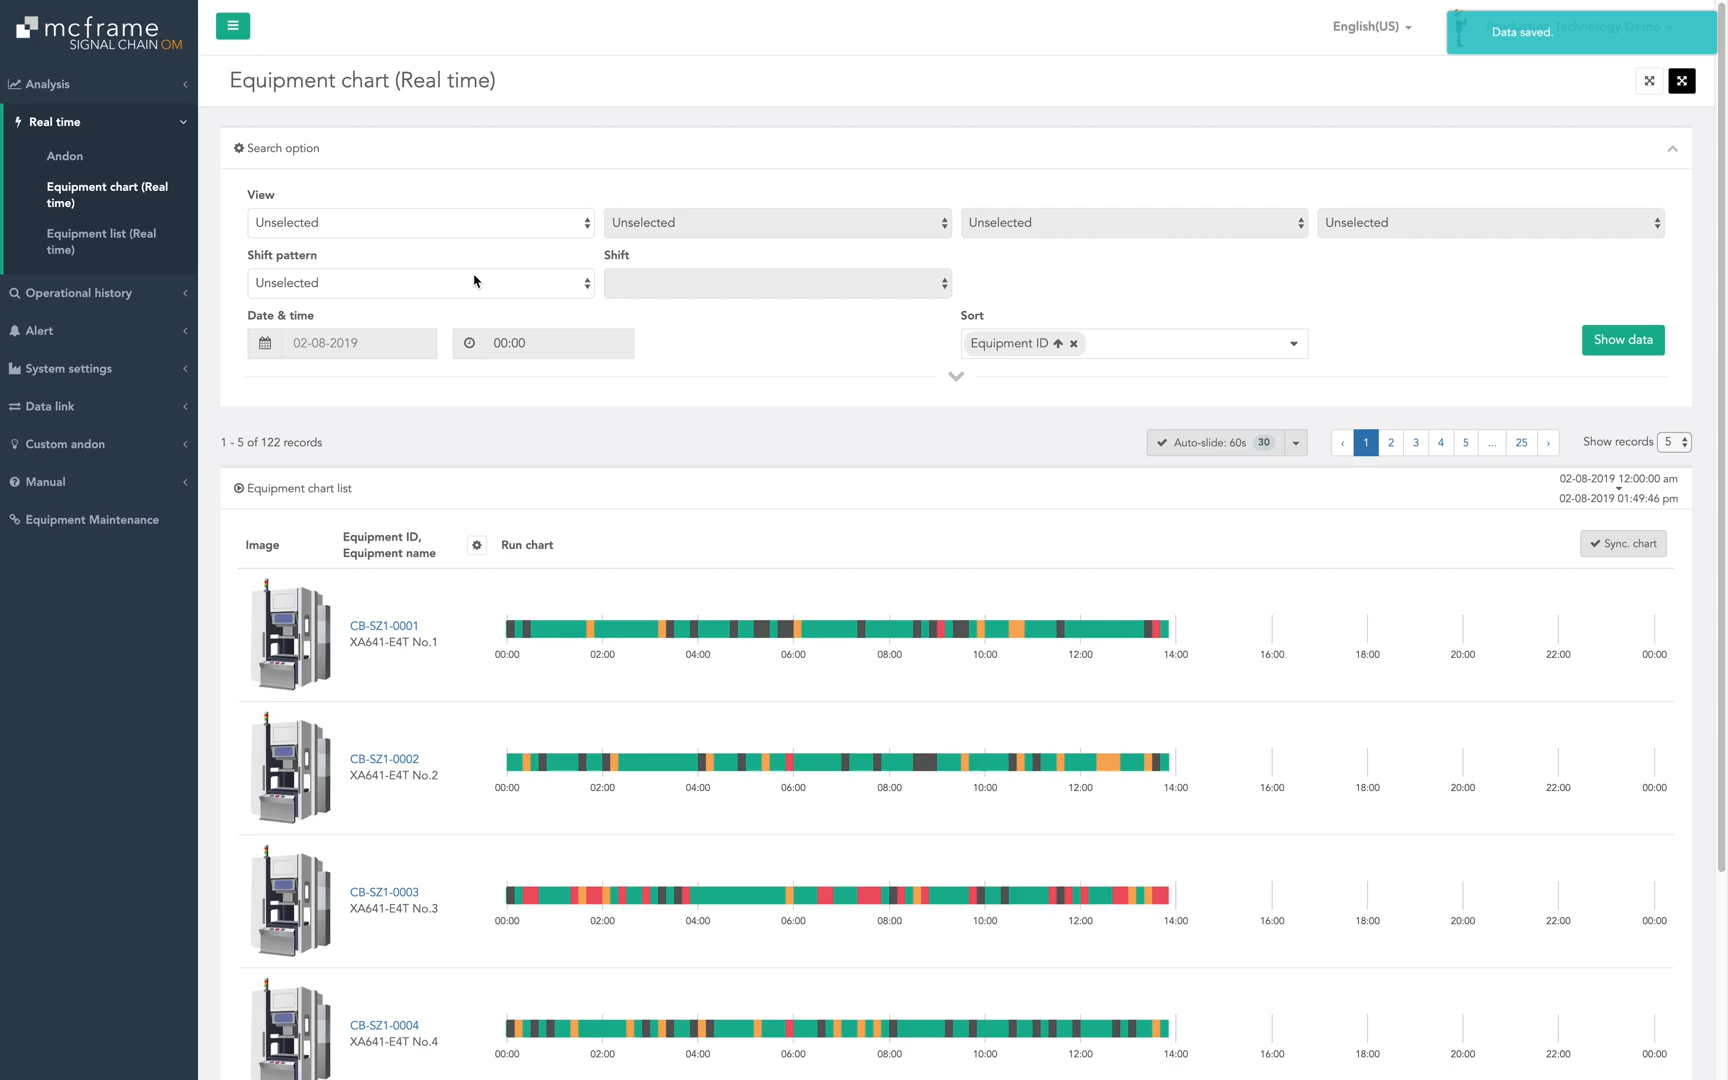 mcframe
SIGNAL CHAIN OM
English(US)
Data saved.
Technology Demo
Analysis
Real time
Andon
Equipment chart (Real
time)
Equipment list (Real
time)
Operational history
Alert
System settings
Data link
Custom andon
Manual
Equipment Maintenance
Equipment chart (Real time)
Search option
View
Unselected Unselected Unselected Unselected
Shift pattern Shift
Unselected
Date & time Sort
02-08-2019 00:00 Equipment ID Show data
1 - 5 of 122 records Auto-slide: 60s 30 ‹ 1 2 3 4 5 ... 25 › Show records 5
Equipment chart list
02-08-2019 12:00:00 am
02-08-2019 01:49:46 pm
Image
Equipment ID,
Equipment name
Run chart
Sync. chart
CB-SZ1-0001
XA641-E4T No.1
00:00 02:00 04:00 06:00 08:00 10:00 12:00 14:00 16:00 18:00 20:00 22:00 00:00
CB-SZ1-0002
XA641-E4T No.2
00:00 02:00 04:00 06:00 08:00 10:00 12:00 14:00 16:00 18:00 20:00 22:00 00:00
CB-SZ1-0003
XA641-E4T No.3
00:00 02:00 04:00 06:00 08:00 10:00 12:00 14:00 16:00 18:00 20:00 22:00 00:00
CB-SZ1-0004
XA641-E4T No.4
00:00 02:00 04:00 06:00 08:00 10:00 12:00 14:00 16:00 18:00 20:00 22:00 00:00